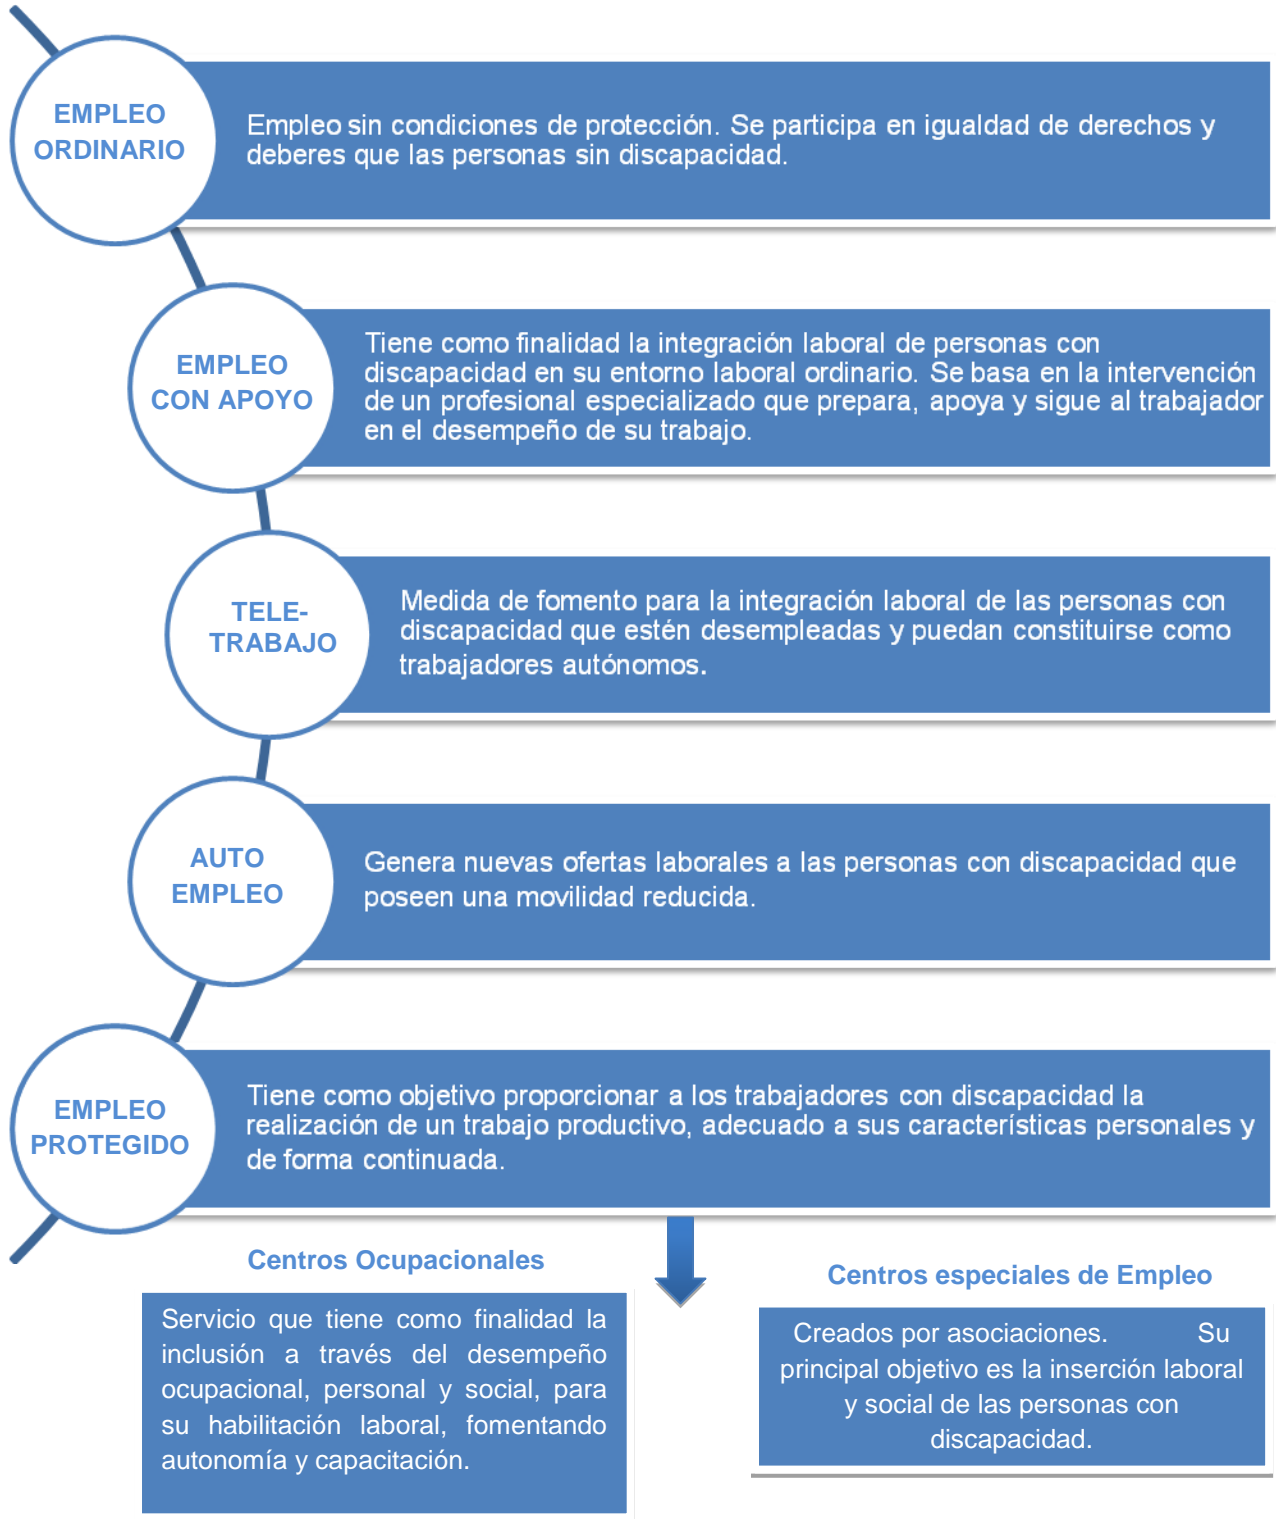 EMPLEO
ORDINARIO
Empleo sin condiciones de protección. Se participa en igualdad de derechos y
deberes que las personas sin discapacidad.
EMPLEO
CON APOYO
Tiene como finalidad la integración laboral de personas con
discapacidad en su entorno laboral ordinario. Se basa en la intervención
de un profesional especializado que prepara, apoya y sigue al trabajador
en el desempeño de su trabajo.
TELE-
TRABAJO
Medida de fomento para la integración laboral de las personas con
discapacidad que estén desempleadas y puedan constituirse como
trabajadores autónomos.
AUTO
EMPLEO
Genera nuevas ofertas laborales a las personas con discapacidad que
poseen una movilidad reducida.
EMPLEO
PROTEGIDO
Tiene como objetivo proporcionar a los trabajadores con discapacidad la
realización de un trabajo productivo, adecuado a sus características personales y
de forma continuada.
Centros Ocupacionales
Servicio que tiene como finalidad la
inclusión a través del desempeño
ocupacional, personal y social, para
su habilitación laboral, fomentando
autonomía y capacitación.
Centros especiales de Empleo
Creados por asociaciones. Su
principal objetivo es la inserción laboral
y social de las personas con
discapacidad.